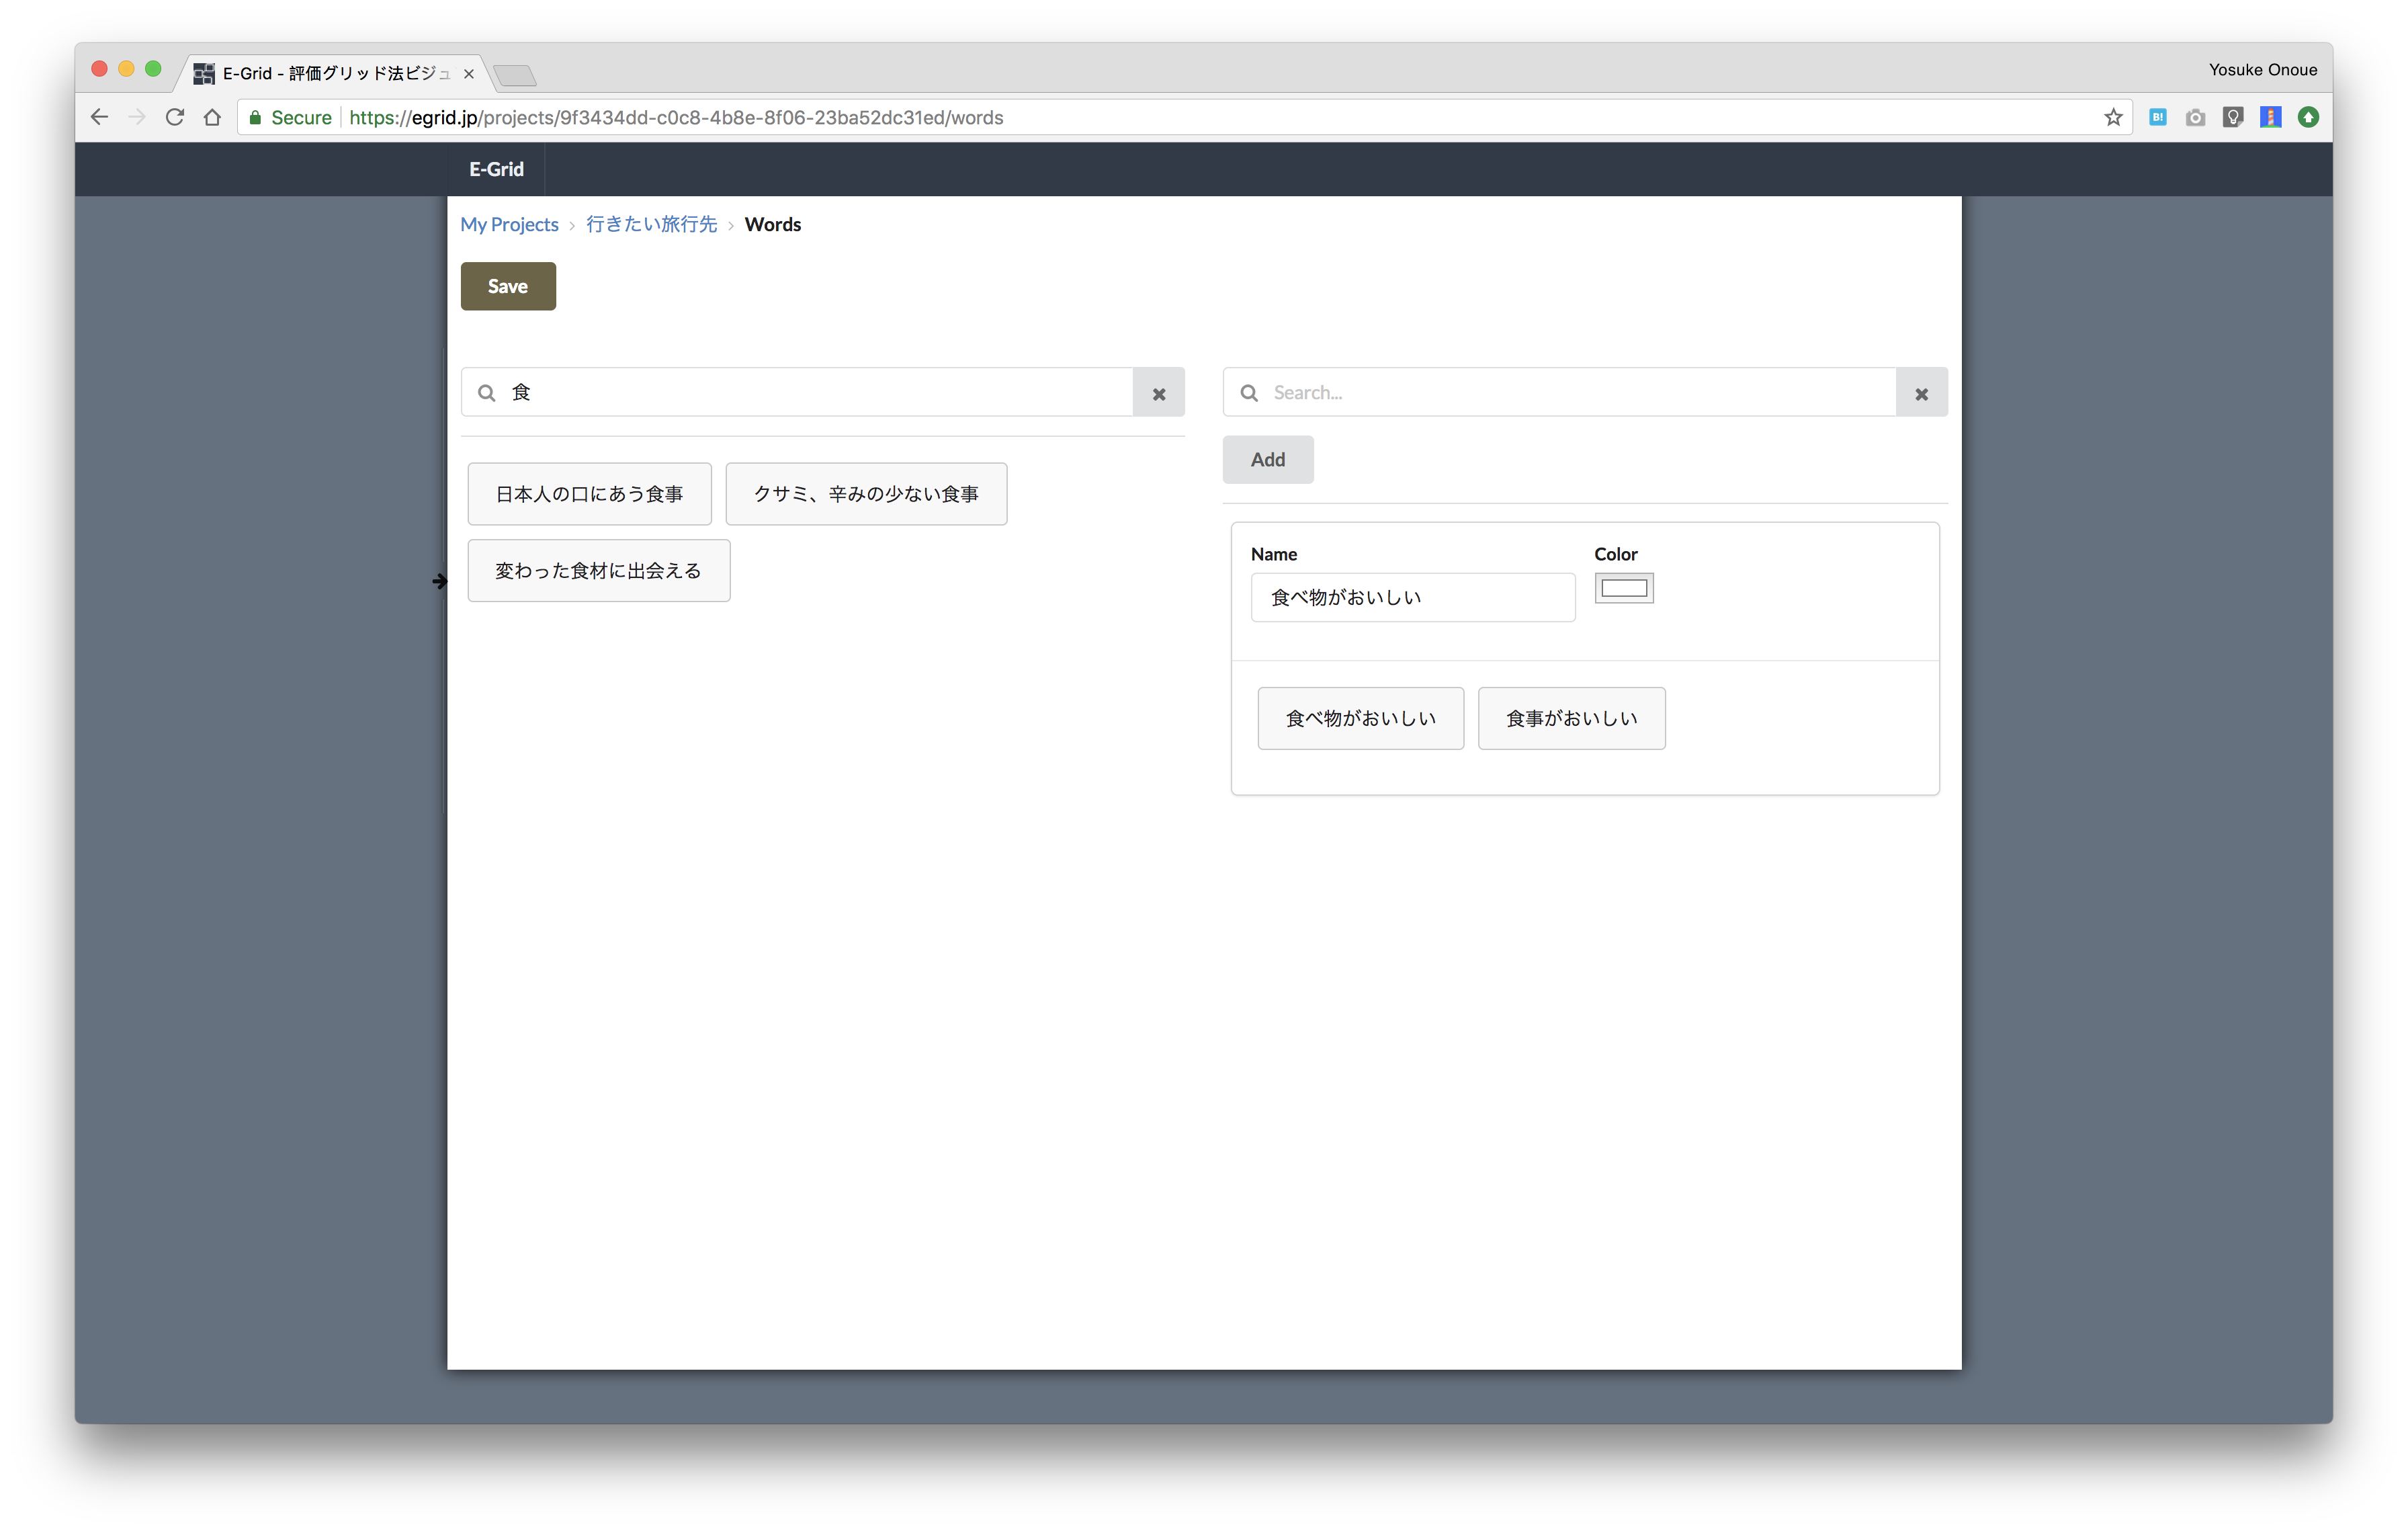 E-Grid - 評価グリッド法ビジュ
Yosuke Onoue
Secure https://egrid.jp/projects/9f3434dd-c0c8-4b8e-8f06-23ba52dc31ed/words
B!
E-Grid
My Projects › 行きたい旅行先 › Words
Save
食
Search...
Add
日本人の口にあう食事
クサミ、辛みの少ない食事
変わった食材に出会える
Name
Color
食べ物がおいしい
食べ物がおいしい
食事がおいしい